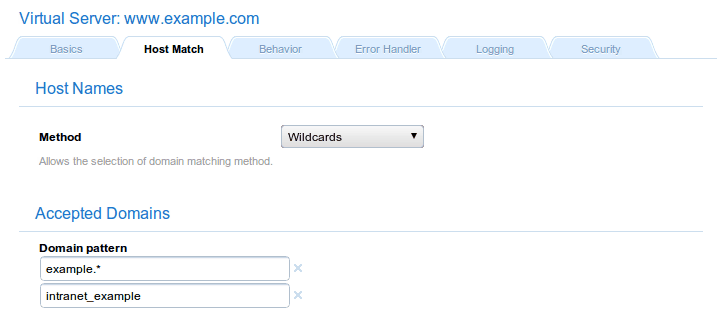 Virtual Server: www.example.com
Basics Host Match Behavior Error Handler Logging Security
Host Names
Method Wildcards
Allows the selection of domain matching method.
Accepted Domains
Domain pattern
example.*
intranet_example